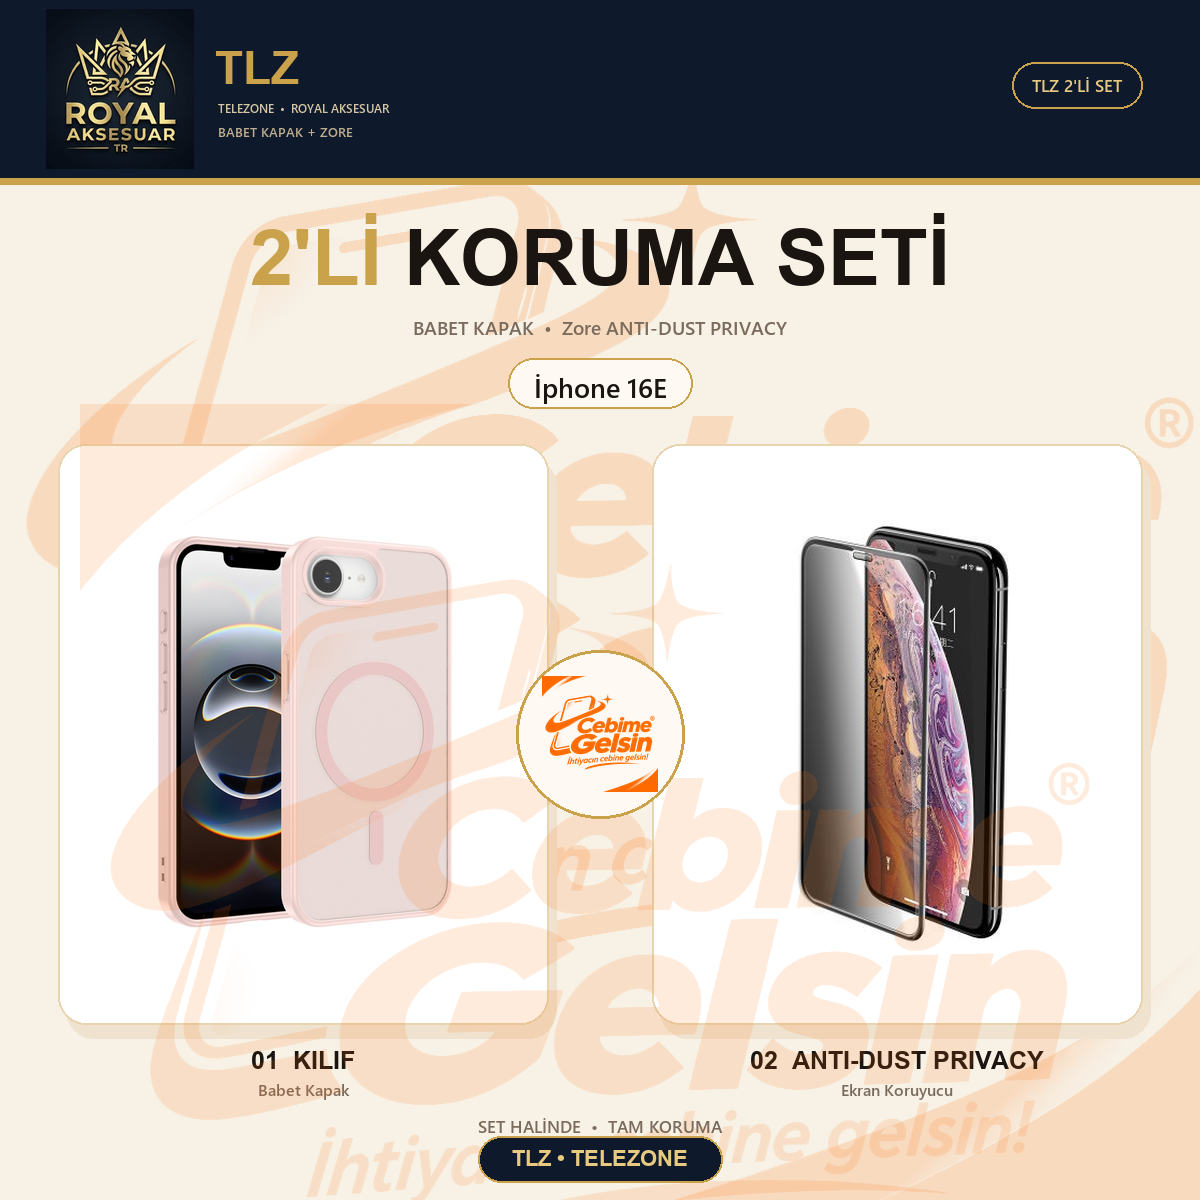 ROYAL
AKSESUAR
TR
TLZ
TELEZONE • ROYAL AKSESUAR
BABET KAPAK + ZORE
TLZ 2'Lİ SET
2'Lİ KORUMA SETİ
BABET KAPAK • Zore ANTI-DUST PRIVACY
İphone 16E
®
Cebime®
Gelsin
İhtiyacın cebine gelsin!
Cebime®
Gelsin
01 KILIF
Babet Kapak
02 ANTI-DUST PRIVACY
Ekran Koruyucu
SET HALİNDE • TAM KORUMA
TLZ • TELEZONE